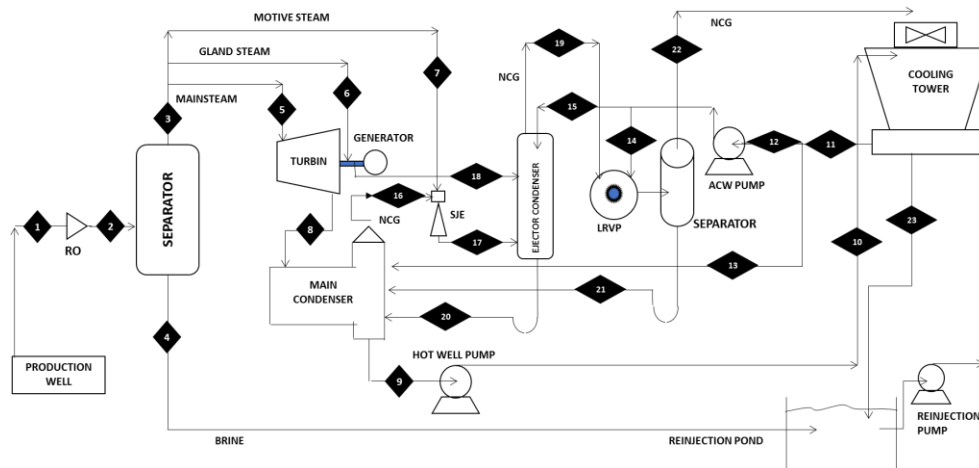 MOTIVE STEAM
NCG
GLAND STEAM
19
22
7
NCG
COOLING
TOWER
MAINSTEAM
6
3
5
15
GENERATOR
TURBIN
14
12
11
18
ACW PUMP
16
SEPARATOR
EJECTOR CONDENSER
NCG
SJE
LRVP
SEPARATOR
23
1
2
8
17
10
RO
13
MAIN
CONDENSER
21
20
4
HOT WELL PUMP
PRODUCTION
WELL
9
REINJECTION
PUMP
BRINE
REINJECTION POND